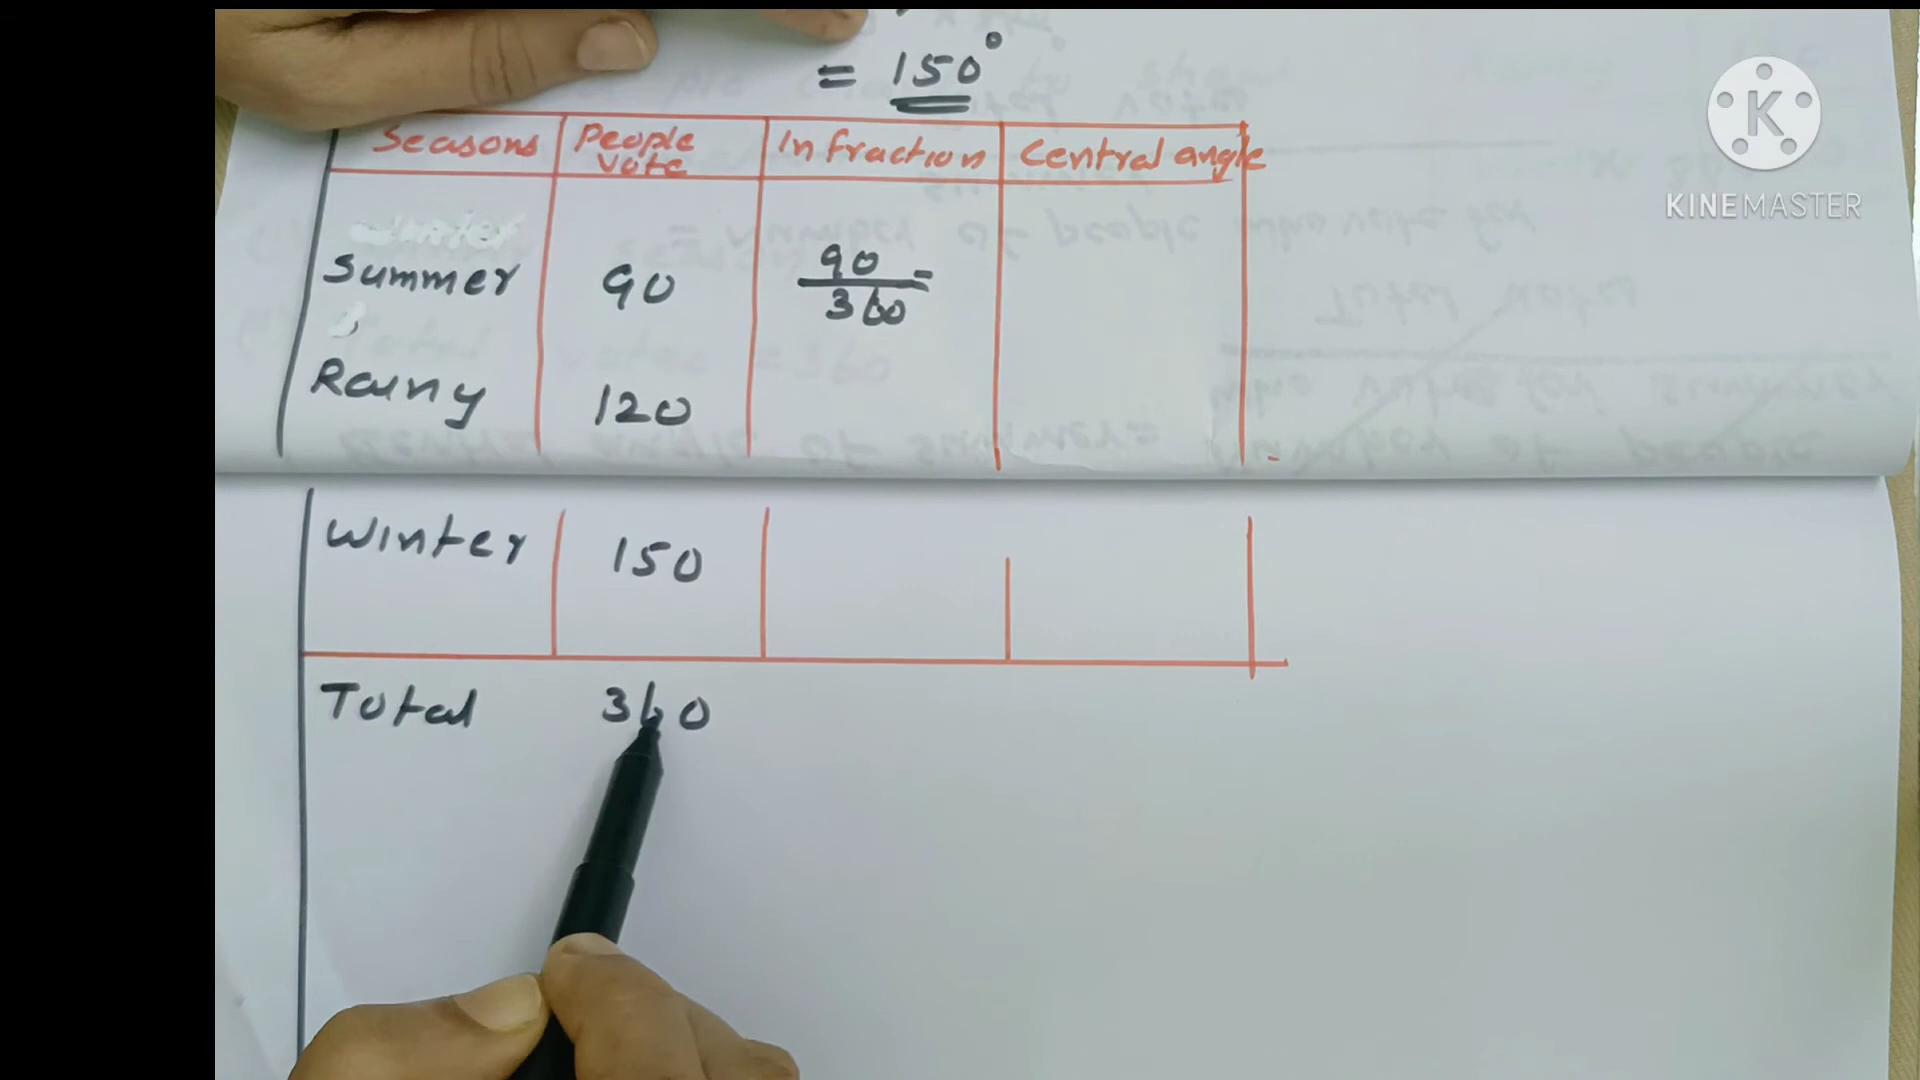 = 150°
Seasons People vote In fraction Central angle
Summer 90 90/360 =
Rainy 120
Winter 150
Total 360
KINEMASTER